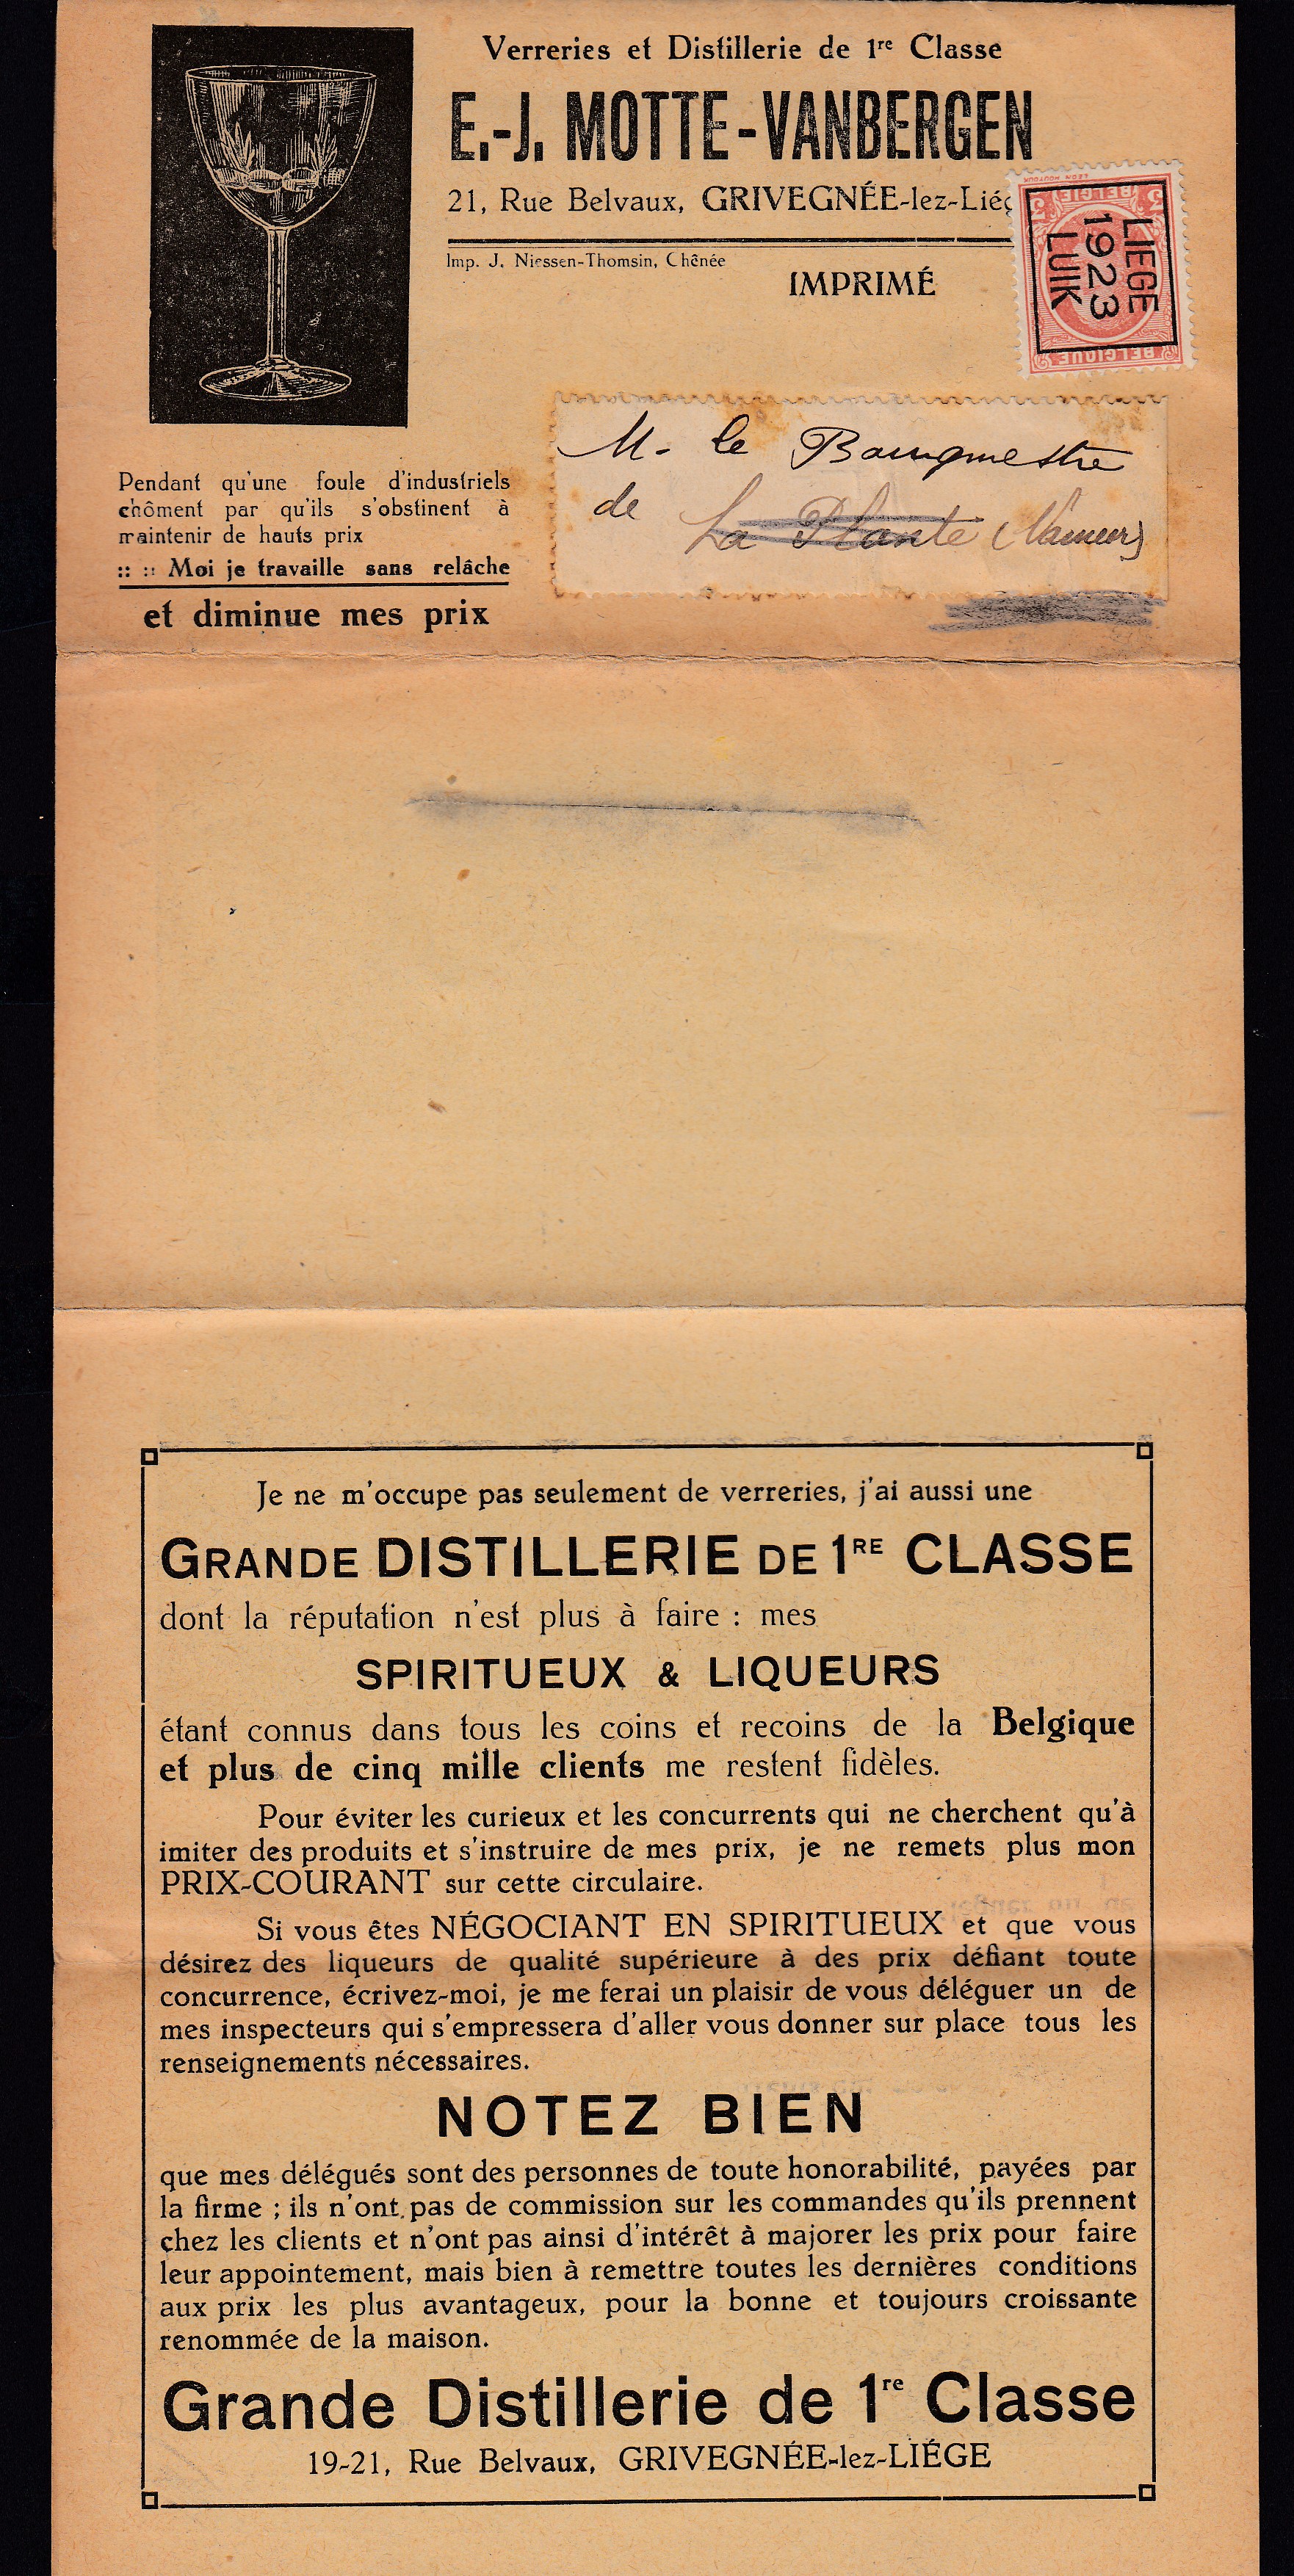 Verreries et Distillerie de 1re Classe
E.-J. MOTTE-VANBERGEN
21, Rue Belvaux, GRIVEGNÉE-lez-Liég
Imp. J. Niessen-Thomsin, Chênée
IMPRIMÉ
LEON HOUYOUX
BELGIE
LIEGE
1923
LUIK
BELGIQUE
M. le Bourgmestre
de La Plante (Namur)
Pendant qu'une foule d'industriels
chôment par qu'ils s'obstinent à
maintenir de hauts prix
:: :: Moi je travaille sans relâche
et diminue mes prix
Je ne m'occupe pas seulement de verreries, j'ai aussi une
GRANDE DISTILLERIE DE 1RE CLASSE
dont la réputation n'est plus à faire : mes
SPIRITUEUX & LIQUEURS
étant connus dans tous les coins et recoins de la Belgique
et plus de cinq mille clients me restent fidèles.
Pour éviter les curieux et les concurrents qui ne cherchent qu'à
imiter des produits et s'instruire de mes prix, je ne remets plus mon
PRIX-COURANT sur cette circulaire.
Si vous êtes NÉGOCIANT EN SPIRITUEUX et que vous
désirez des liqueurs de qualité supérieure à des prix défiant toute
concurrence, écrivez-moi, je me ferai un plaisir de vous déléguer un de
mes inspecteurs qui s'empressera d'aller vous donner sur place tous les
renseignements nécessaires.
NOTEZ BIEN
que mes délégués sont des personnes de toute honorabilité, payées par
la firme ; ils n'ont pas de commission sur les commandes qu'ils prennent
chez les clients et n'ont pas ainsi d'intérêt à majorer les prix pour faire
leur appointement, mais bien à remettre toutes les dernières conditions
aux prix les plus avantageux, pour la bonne et toujours croissante
renommée de la maison.
Grande Distillerie de 1re Classe
19-21, Rue Belvaux, GRIVEGNÉE-lez-LIÉGE